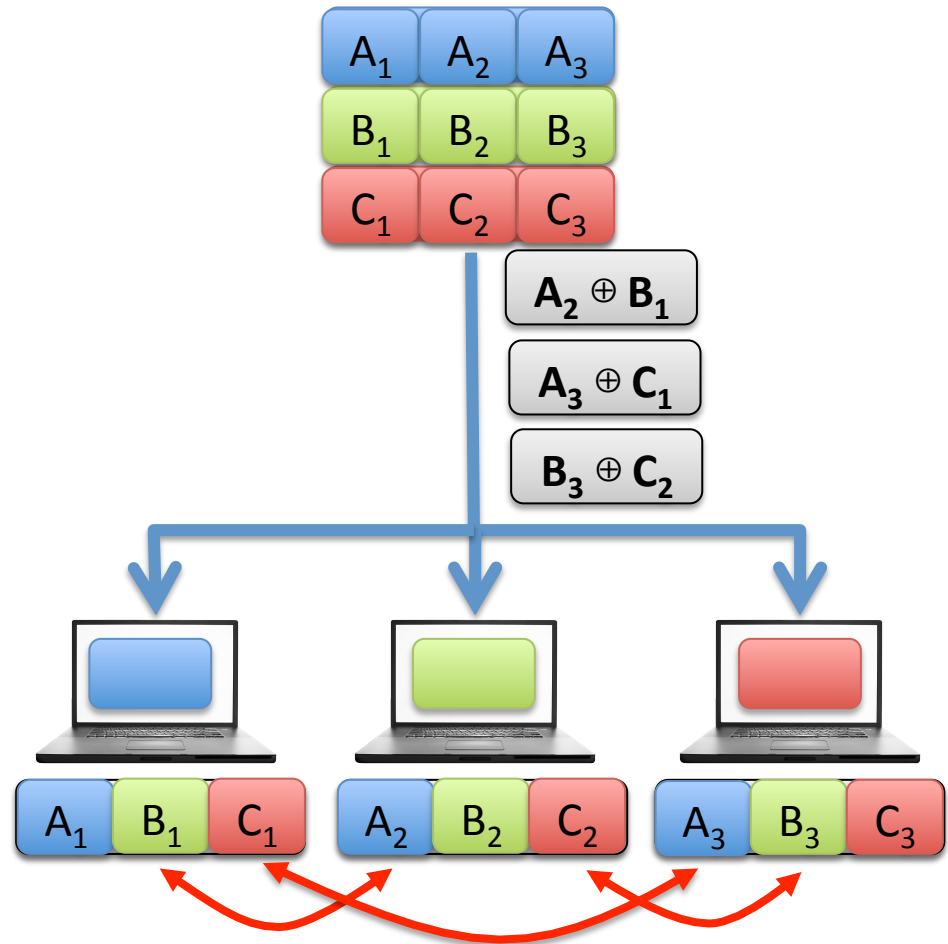 A₁ A₂ A₃
B₁ B₂ B₃
C₁ C₂ C₃
A₂ ⊕ B₁
A₃ ⊕ C₁
B₃ ⊕ C₂
A₁ B₁ C₁ A₂ B₂ C₂ A₃ B₃ C₃